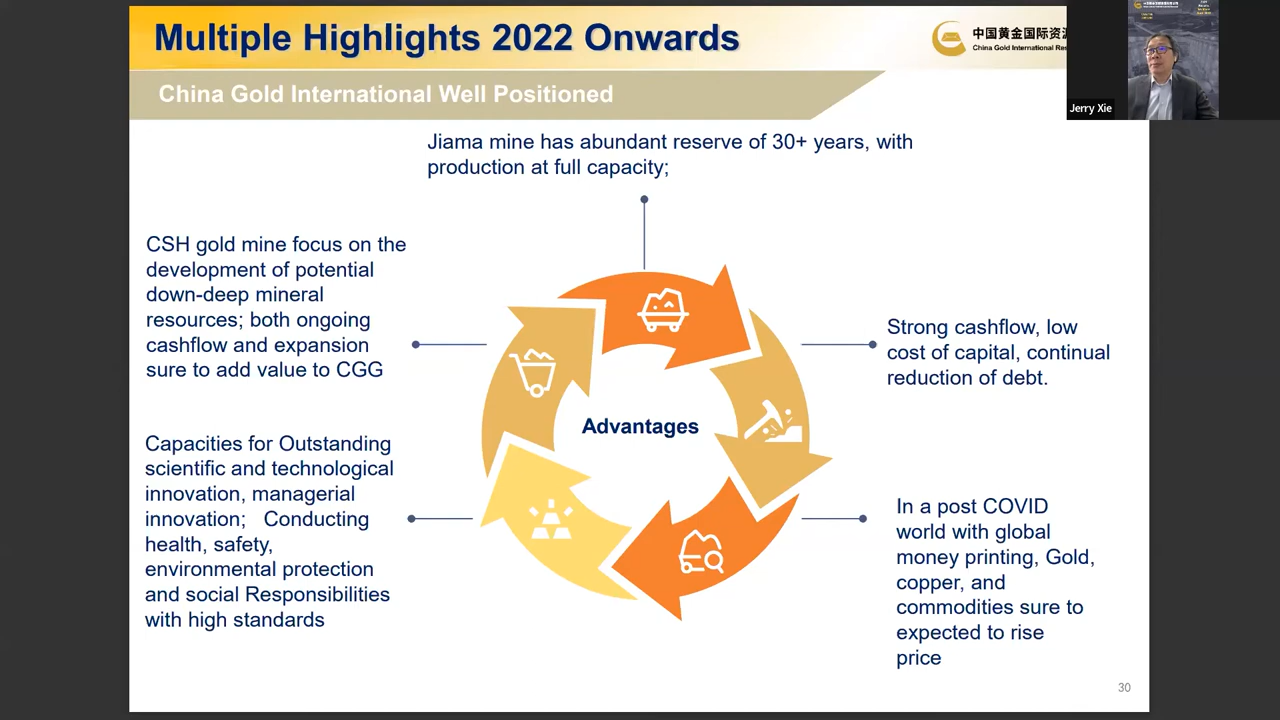 Multiple Highlights 2022 Onwards
中国黄金国际资源
China Gold International Res
Jerry Xie
China Gold International Well Positioned
Jiama mine has abundant reserve of 30+ years, with
production at full capacity;
CSH gold mine focus on the
development of potential
down-deep mineral
resources; both ongoing
cashflow and expansion
sure to add value to CGG
Strong cashflow, low
cost of capital, continual
reduction of debt.
Advantages
Capacities for Outstanding
scientific and technological
innovation, managerial
innovation; Conducting
health, safety,
environmental protection
and social Responsibilities
with high standards
In a post COVID
world with global
money printing, Gold,
copper, and
commodities sure to
expected to rise
price
30